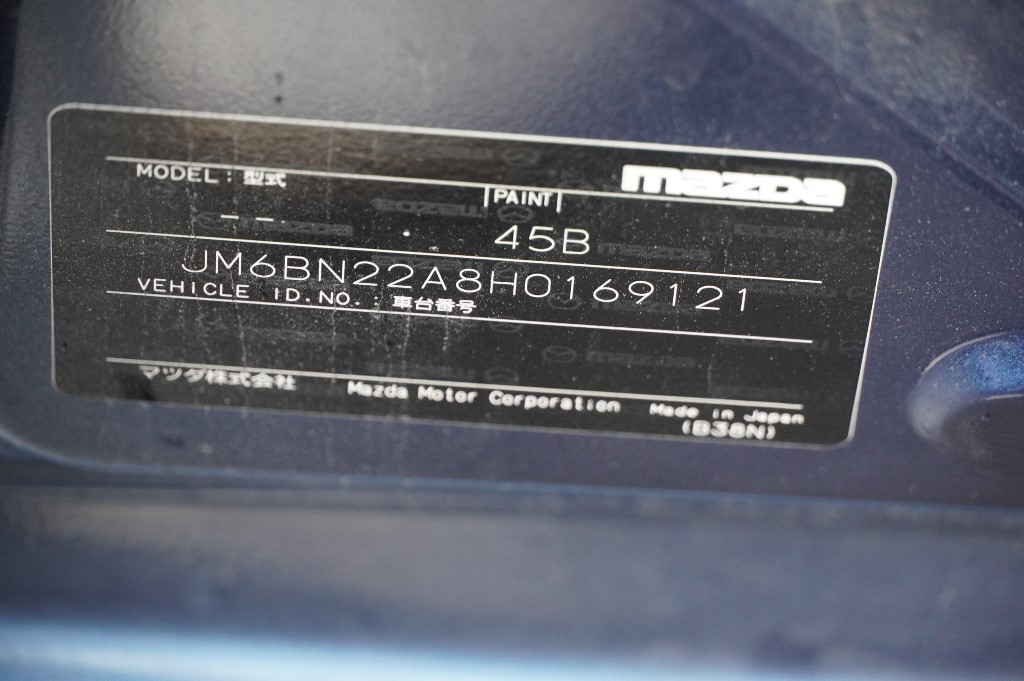 MODEL : 型式
mazda
PAINT
-- --.
45B
JM6BN22A8H0169121
VEHICLE ID.NO. : 車台番号
マツダ株式会社 Mazda Motor Corporation Made in Japan
(B38N)